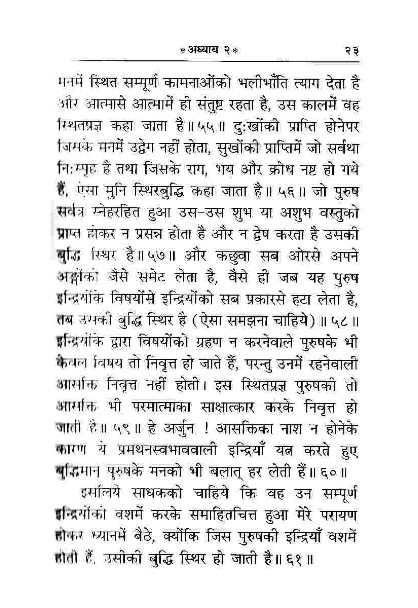 *अध्याय २* २३
मनमें स्थित सम्पूर्ण कामनाओंको भलीभाँति त्याग देता है
और आत्मासे आत्मामें ही संतुष्ट रहता है, उस कालमें वह
स्थितप्रज्ञ कहा जाता है॥५५॥ दुःखोंकी प्राप्ति होनेपर
जिसके मनमें उद्वेग नहीं होता, सुखोंकी प्राप्तिमें जो सर्वथा
निःस्पृह है तथा जिसके राग, भय और क्रोध नष्ट हो गये
हैं, ऐसा मुनि स्थिरबुद्धि कहा जाता है॥५६॥ जो पुरुष
सर्वत्र स्नेहरहित हुआ उस-उस शुभ या अशुभ वस्तुको
प्राप्त होकर न प्रसन्न होता है और न द्वेष करता है उसकी
बुद्धि स्थिर है॥५७॥ और कछुवा सब ओरसे अपने
अङ्गोंको जैसे समेट लेता है, वैसे ही जब यह पुरुष
इन्द्रियोंके विषयोंसे इन्द्रियोंको सब प्रकारसे हटा लेता है,
तब उसकी बुद्धि स्थिर है (ऐसा समझना चाहिये)॥५८॥
इन्द्रियोंके द्वारा विषयोंको ग्रहण न करनेवाले पुरुषके भी
केवल विषय तो निवृत्त हो जाते हैं, परन्तु उनमें रहनेवाली
आसक्ति निवृत्त नहीं होती। इस स्थितप्रज्ञ पुरुषकी तो
आसक्ति भी परमात्माका साक्षात्कार करके निवृत्त हो
जाती है॥५९॥ हे अर्जुन! आसक्तिका नाश न होनेके
कारण ये प्रमथनस्वभाववाली इन्द्रियाँ यत्न करते हुए
बुद्धिमान पुरुषके मनको भी बलात् हर लेती हैं॥६०॥
इसलिये साधकको चाहिये कि वह उन सम्पूर्ण
इन्द्रियोंको वशमें करके समाहितचित्त हुआ मेरे परायण
होकर ध्यानमें बैठे, क्योंकि जिस पुरुषकी इन्द्रियाँ वशमें
होती हैं, उसीकी बुद्धि स्थिर हो जाती है॥६१॥